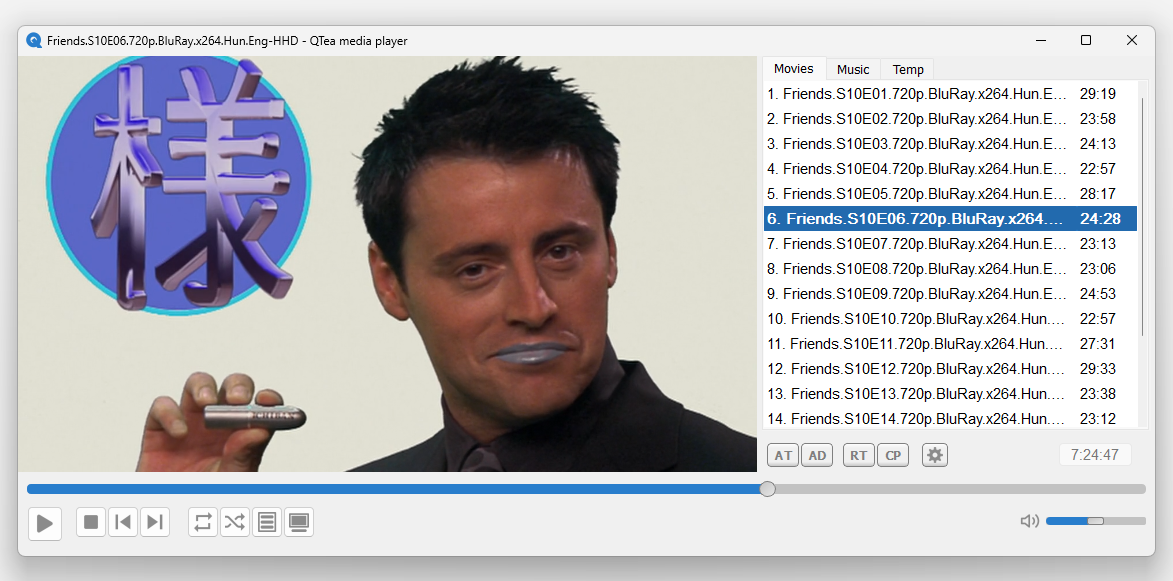 Friends.S10E06.720p.BluRay.x264.Hun.Eng-HHD - QTea media player
様
ICHIBAN
Movies Music Temp
1. Friends.S10E01.720p.BluRay.x264.Hun.E... 29:19
2. Friends.S10E02.720p.BluRay.x264.Hun.E... 23:58
3. Friends.S10E03.720p.BluRay.x264.Hun.E... 24:13
4. Friends.S10E04.720p.BluRay.x264.Hun.E... 22:57
5. Friends.S10E05.720p.BluRay.x264.Hun.E... 28:17
6. Friends.S10E06.720p.BluRay.x264.... 24:28
7. Friends.S10E07.720p.BluRay.x264.Hun.E... 23:13
8. Friends.S10E08.720p.BluRay.x264.Hun.E... 23:06
9. Friends.S10E09.720p.BluRay.x264.Hun.E... 24:53
10. Friends.S10E10.720p.BluRay.x264.Hun.... 22:57
11. Friends.S10E11.720p.BluRay.x264.Hun.... 27:31
12. Friends.S10E12.720p.BluRay.x264.Hun.... 29:33
13. Friends.S10E13.720p.BluRay.x264.Hun.... 23:38
14. Friends.S10E14.720p.BluRay.x264.Hun.... 23:12
AT AD RT CP 7:24:47